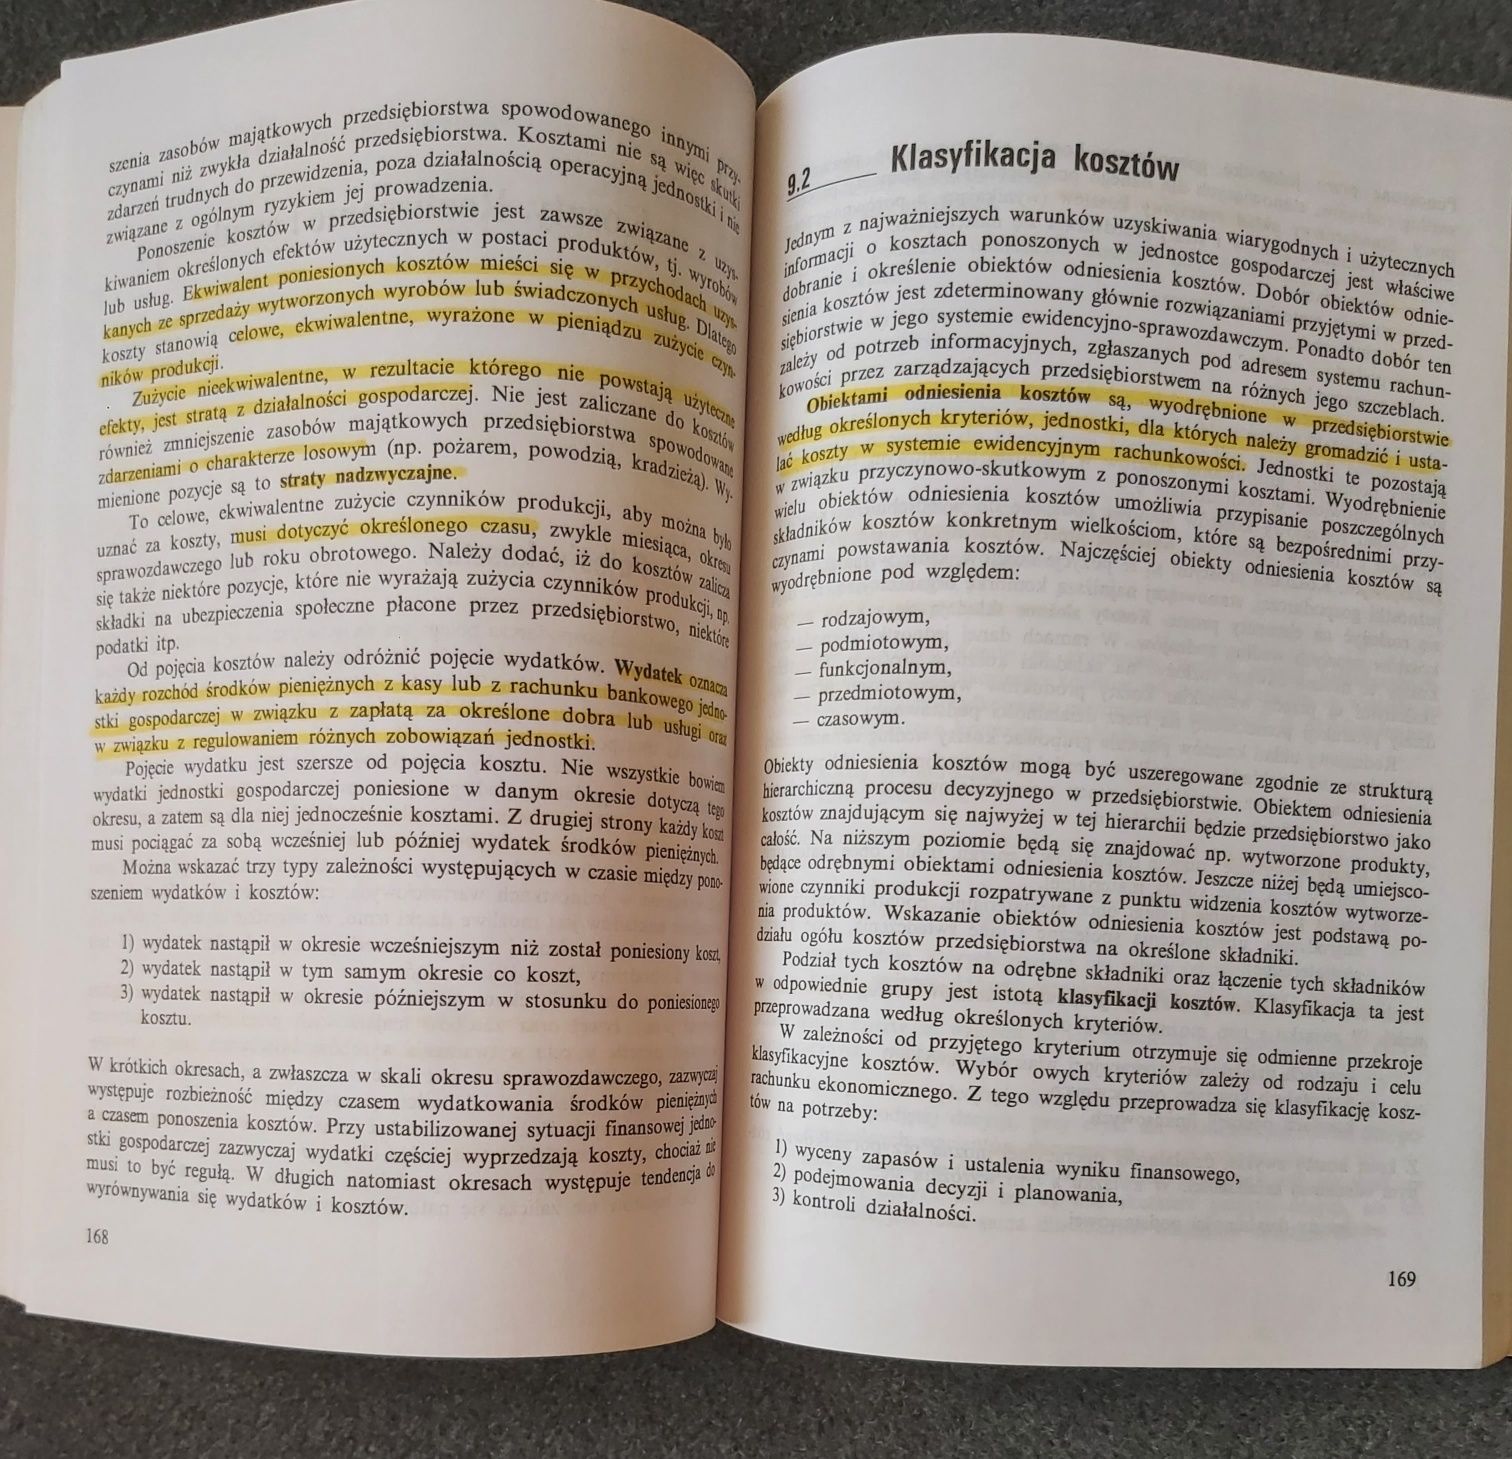 szenia zasobów majątkowych przedsiębiorstwa spowodowanego innymi przy-
czynami niż zwykła działalność przedsiębiorstwa. Kosztami nie są więc skutki
zdarzeń trudnych do przewidzenia, poza działalnością operacyjną jednostki i nie
związane z ogólnym ryzykiem jej prowadzenia.
Ponoszenie kosztów w przedsiębiorstwie jest zawsze związane z uzys-
kiwaniem określonych efektów użytecznych w postaci produktów, tj. wyrobów
lub usług. Ekwiwalent poniesionych kosztów mieści się w przychodach uzys-
kanych ze sprzedaży wytworzonych wyrobów lub świadczonych usług. Dlatego
koszty stanowią celowe, ekwiwalentne, wyrażone w pieniądzu zużycie czyn-
ników produkcji.
Zużycie nieekwiwalentne, w rezultacie którego nie powstają użyteczne
efekty, jest stratą z działalności gospodarczej. Nie jest zaliczane do kosztów
również zmniejszenie zasobów majątkowych przedsiębiorstwa spowodowane
zdarzeniami o charakterze losowym (np. pożarem, powodzią, kradzieżą). Wy-
mienione pozycje są to straty nadzwyczajne.
To celowe, ekwiwalentne zużycie czynników produkcji, aby można było
uznać za koszty, musi dotyczyć określonego czasu, zwykle miesiąca, okresu
sprawozdawczego lub roku obrotowego. Należy dodać, iż do kosztów zalicza
się także niektóre pozycje, które nie wyrażają zużycia czynników produkcji, np.
składki na ubezpieczenia społeczne płacone przez przedsiębiorstwo, niektóre
podatki itp.
Od pojęcia kosztów należy odróżnić pojęcie wydatków. Wydatek oznacza
każdy rozchód środków pieniężnych z kasy lub z rachunku bankowego jedno-
stki gospodarczej w związku z zapłatą za określone dobra lub usługi oraz
w związku z regulowaniem różnych zobowiązań jednostki.
Pojęcie wydatku jest szersze od pojęcia kosztu. Nie wszystkie bowiem
wydatki jednostki gospodarczej poniesione w danym okresie dotyczą tego
okresu, a zatem są dla niej jednocześnie kosztami. Z drugiej strony każdy koszt
musi pociągać za sobą wcześniej lub później wydatek środków pieniężnych.
Można wskazać trzy typy zależności występujących w czasie między pono-
szeniem wydatków i kosztów:
1) wydatek nastąpił w okresie wcześniejszym niż został poniesiony koszt,
2) wydatek nastąpił w tym samym okresie co koszt,
3) wydatek nastąpił w okresie późniejszym w stosunku do poniesionego
kosztu.
W krótkich okresach, a zwłaszcza w skali okresu sprawozdawczego, zazwyczaj
występuje rozbieżność między czasem wydatkowania środków pieniężnych
a czasem ponoszenia kosztów. Przy ustabilizowanej sytuacji finansowej jedno-
stki gospodarczej zazwyczaj wydatki częściej wyprzedzają koszty, chociaż nie
musi to być regułą. W długich natomiast okresach występuje tendencja do
wyrównywania się wydatków i kosztów.
168
9.2 Klasyfikacja kosztów
Jednym z najważniejszych warunków uzyskiwania wiarygodnych i użytecznych
informacji o kosztach ponoszonych w jednostce gospodarczej jest właściwe
dobranie i określenie obiektów odniesienia kosztów. Dobór obiektów odnie-
sienia kosztów jest zdeterminowany głównie rozwiązaniami przyjętymi w przed-
siębiorstwie w jego systemie ewidencyjno-sprawozdawczym. Ponadto dobór ten
zależy od potrzeb informacyjnych, zgłaszanych pod adresem systemu rachun-
kowości przez zarządzających przedsiębiorstwem na różnych jego szczeblach.
Obiektami odniesienia kosztów są, wyodrębnione w przedsiębiorstwie
według określonych kryteriów, jednostki, dla których należy gromadzić i usta-
lać koszty w systemie ewidencyjnym rachunkowości. Jednostki te pozostają
w związku przyczynowo-skutkowym z ponoszonymi kosztami. Wyodrębnienie
wielu obiektów odniesienia kosztów umożliwia przypisanie poszczególnych
składników kosztów konkretnym wielkościom, które są bezpośrednimi przy-
czynami powstawania kosztów. Najczęściej obiekty odniesienia kosztów są
wyodrębnione pod względem:
— rodzajowym,
— podmiotowym,
— funkcjonalnym,
— przedmiotowym,
— czasowym.
Obiekty odniesienia kosztów mogą być uszeregowane zgodnie ze strukturą
hierarchiczną procesu decyzyjnego w przedsiębiorstwie. Obiektem odniesienia
kosztów znajdującym się najwyżej w tej hierarchii będzie przedsiębiorstwo jako
całość. Na niższym poziomie będą się znajdować np. wytworzone produkty,
będące odrębnymi obiektami odniesienia kosztów. Jeszcze niżej będą umiejsco-
wione czynniki produkcji rozpatrywane z punktu widzenia kosztów wytworze-
nia produktów. Wskazanie obiektów odniesienia kosztów jest podstawą po-
działu ogółu kosztów przedsiębiorstwa na określone składniki.
Podział tych kosztów na odrębne składniki oraz łączenie tych składników
w odpowiednie grupy jest istotą klasyfikacji kosztów. Klasyfikacja ta jest
przeprowadzana według określonych kryteriów.
W zależności od przyjętego kryterium otrzymuje się odmienne przekroje
klasyfikacyjne kosztów. Wybór owych kryteriów zależy od rodzaju i celu
rachunku ekonomicznego. Z tego względu przeprowadza się klasyfikację kosz-
tów na potrzeby:
1) wyceny zapasów i ustalenia wyniku finansowego,
2) podejmowania decyzji i planowania,
3) kontroli działalności.
169